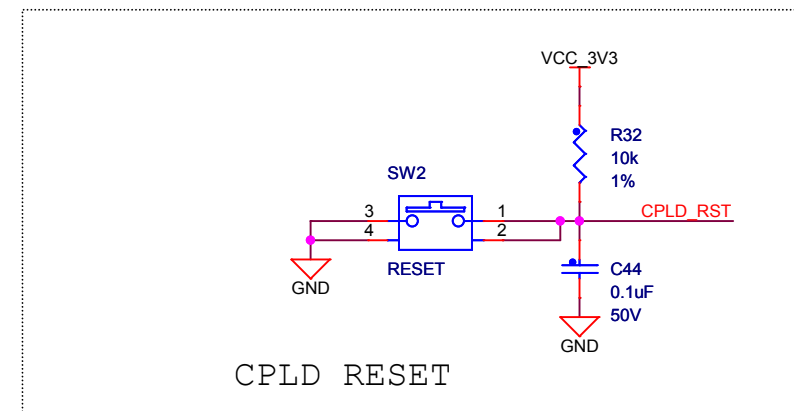 VCC_3V3
R32
10k
1%
SW2
3 1 CPLD_RST
4 2
RESET
C44
0.1uF
50V
GND
GND
CPLD RESET